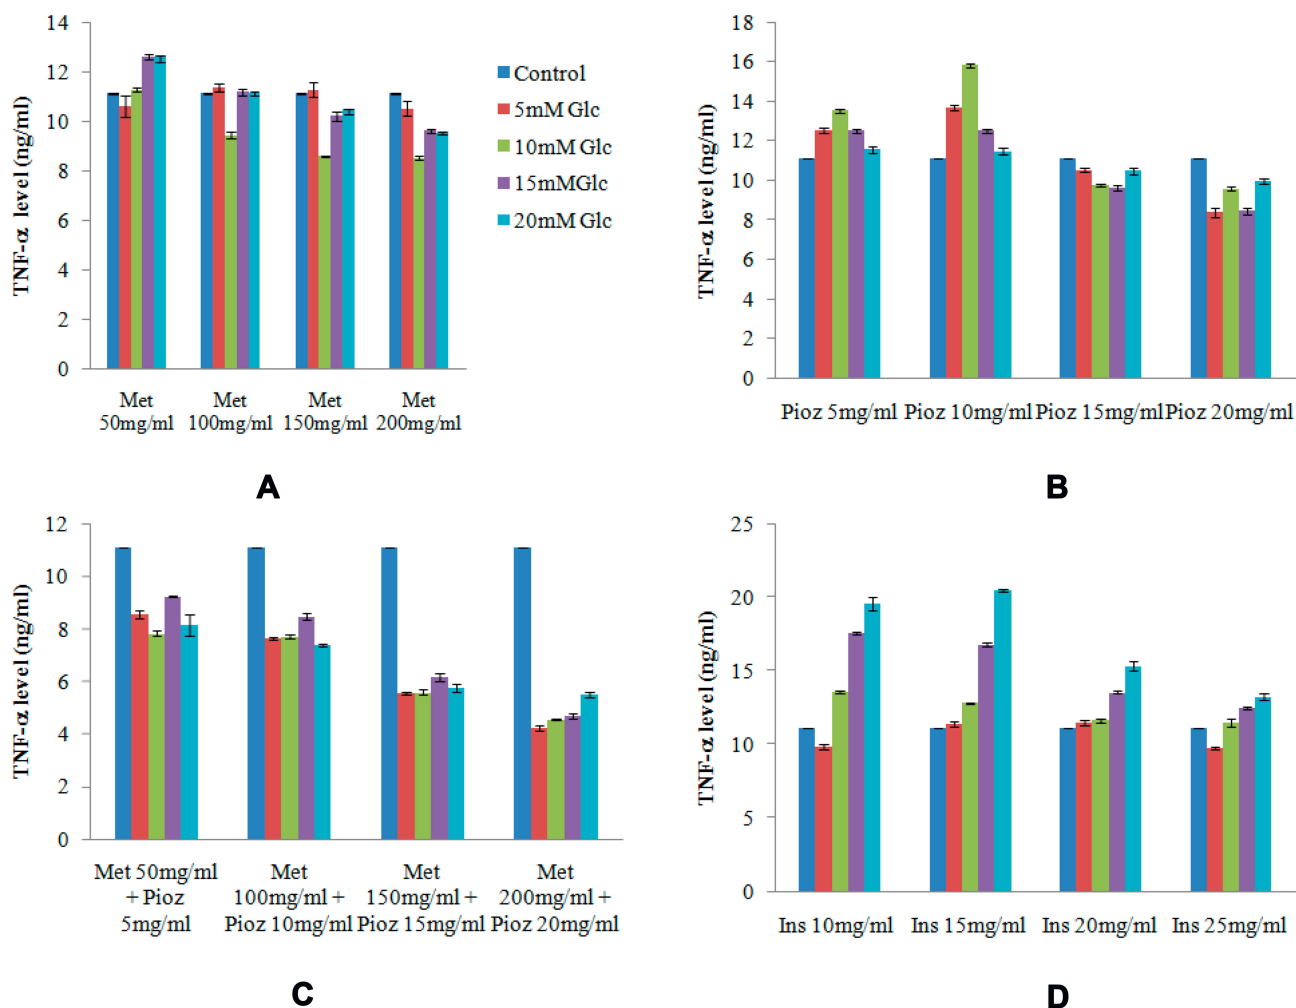 14
12
10
8
6
4
2
0
TNF-α level (ng/ml)
Met
50mg/ml
Met
100mg/ml
Met
150mg/ml
Met
200mg/ml
Control
5mM Glc
10mM Glc
15mMGlc
20mM Glc
A
18
16
14
12
10
8
6
4
2
0
TNF-α level (ng/ml)
Pioz 5mg/ml
Pioz 10mg/ml
Pioz 15mg/ml
Pioz 20mg/ml
B
12
10
8
6
4
2
0
TNF-α level (ng/ml)
Met 50mg/ml
+ Pioz
5mg/ml
Met
100mg/ml +
Pioz 10mg/ml
Met
150mg/ml +
Pioz 15mg/ml
Met
200mg/ml +
Pioz 20mg/ml
C
25
20
15
10
5
0
TNF-α level (ng/ml)
Ins 10mg/ml
Ins 15mg/ml
Ins 20mg/ml
Ins 25mg/ml
D